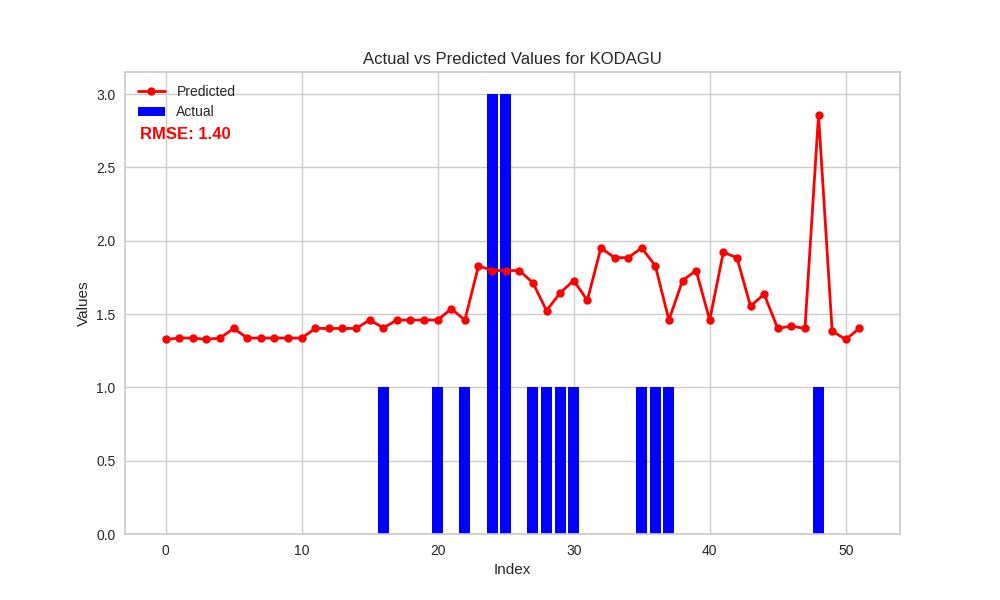 Actual vs Predicted Values for KODAGU
Predicted
Actual
RMSE: 1.40
Values
3.0
2.5
2.0
1.5
1.0
0.5
0.0
0 10 20 30 40 50
Index